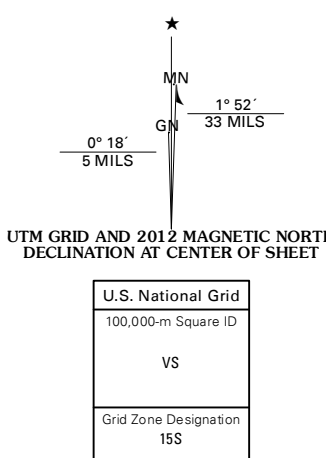 ★
MN
1° 52´
33 MILS
GN
0° 18´
5 MILS
UTM GRID AND 2012 MAGNETIC NORTH
DECLINATION AT CENTER OF SHEET
U.S. National Grid
100,000-m Square ID
VS
Grid Zone Designation
15S